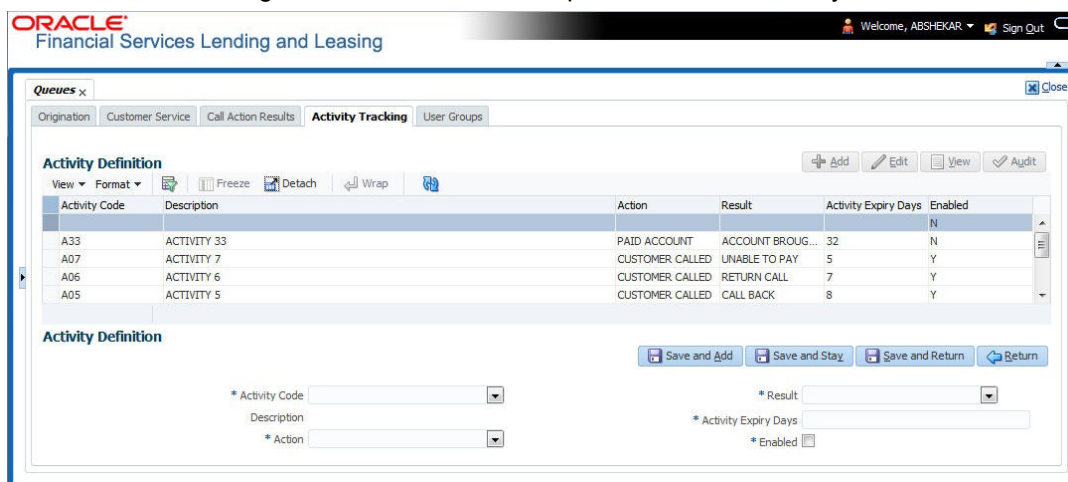 ORACLE
Financial Services Lending and Leasing
Welcome, ABSHEKAR Sign Out
Queues x Close
Origination Customer Service Call Action Results Activity Tracking User Groups
Activity Definition Add Edit View Audit
View Format Freeze Detach Wrap
Activity Code Description Action Result Activity Expiry Days Enabled
N
A33 ACTIVITY 33 PAID ACCOUNT ACCOUNT BROUG... 32 N
A07 ACTIVITY 7 CUSTOMER CALLED UNABLE TO PAY 5 Y
A06 ACTIVITY 6 CUSTOMER CALLED RETURN CALL 7 Y
A05 ACTIVITY 5 CUSTOMER CALLED CALL BACK 8 Y
Activity Definition
Save and Add Save and Stay Save and Return Return
* Activity Code * Result
Description * Activity Expiry Days
* Action * Enabled